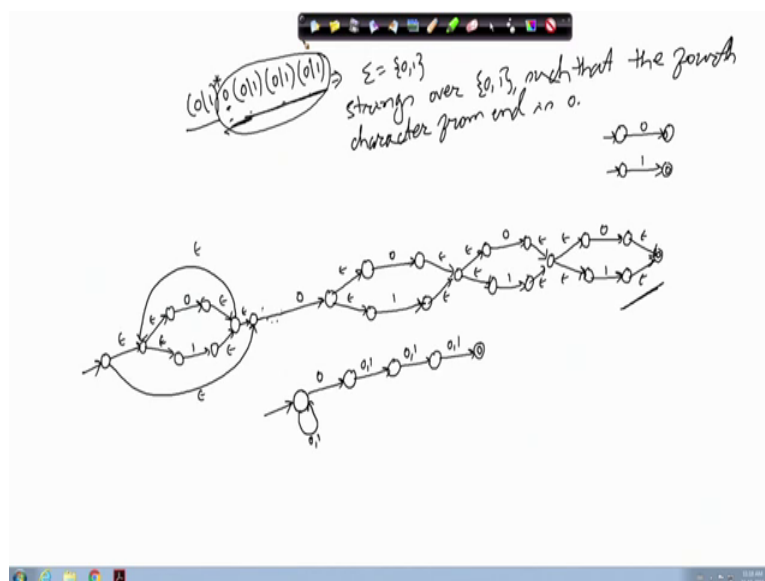 (0|1)* 0 (0|1) (0|1) (0|1) ⇒ Σ = {0,1}
strings over {0,1}, such that the fourth
character from end is 0.
0
1
ε
ε ε 0 ε ε 0 ε 0 ε ε 0 ε ε 0 ε
ε 1 ε ε 1 ε ε 1 ε ε 1 ε
ε
0 0,1 0,1 0,1
0,1